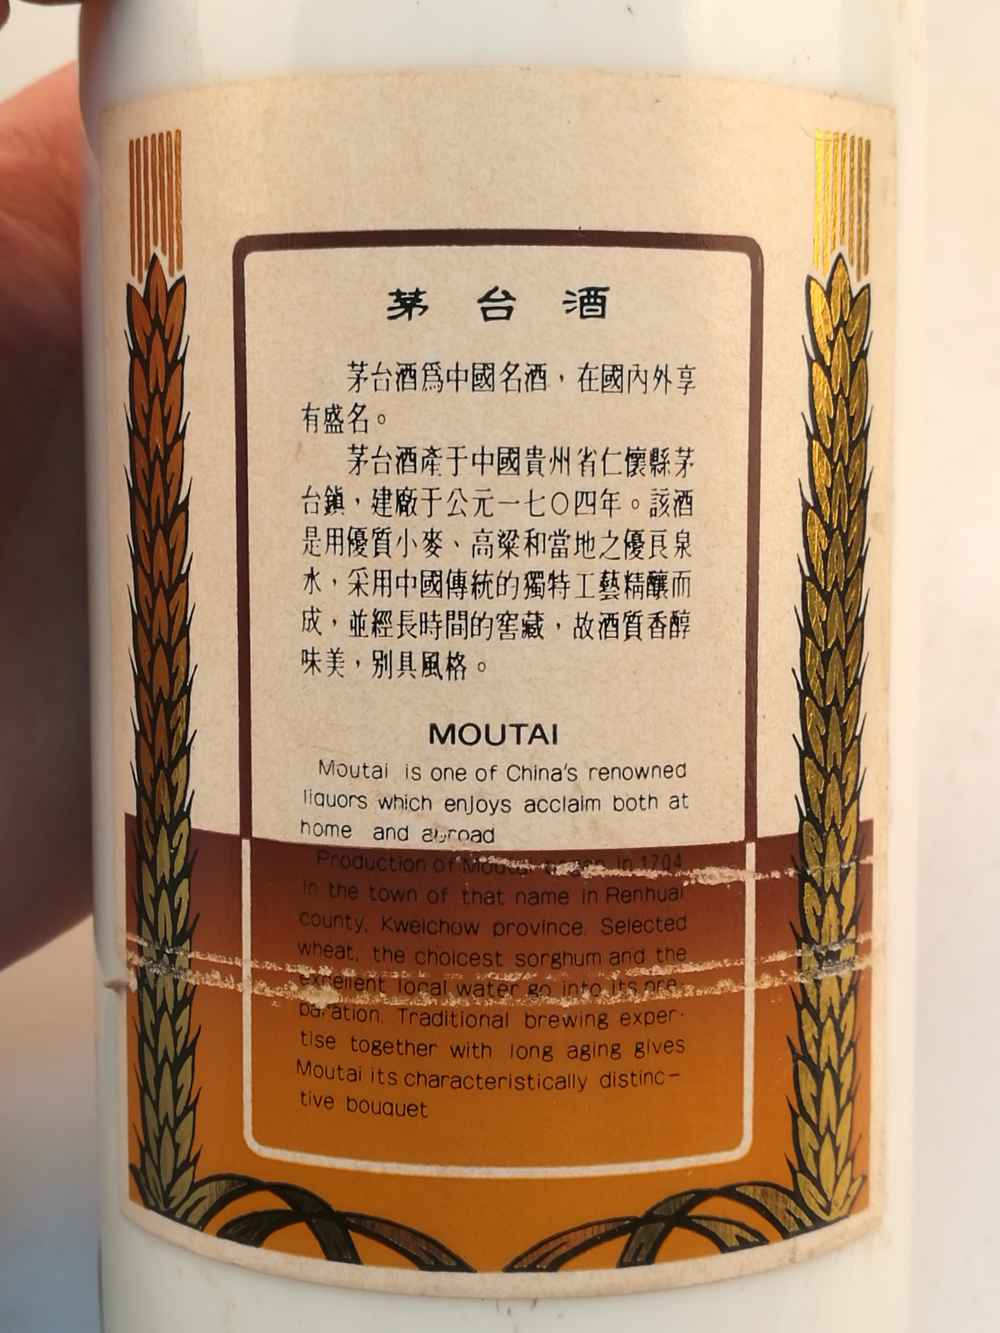 茅台酒
茅台酒爲中國名酒，在國內外享
有盛名。
茅台酒產于中國貴州省仁懷縣茅
台鎮，建廠于公元一七〇四年。該酒
是用優質小麥、高粱和當地之優良泉
水，采用中國傳統的獨特工藝精釀而
成，並經長時間的窖藏，故酒質香醇
味美，别具風格。
MOUTAI
Moutai is one of China's renowned
liquors which enjoys acclaim both at
home and abroad
Production of Moutai began in 1704
in the town of that name in Renhuai
county, Kweichow province. Selected
wheat, the choicest sorghum and the
excellent local water go into its pre-
paration. Traditional brewing exper-
tise together with long aging gives
Moutai its characteristically distinc-
tive bouquet